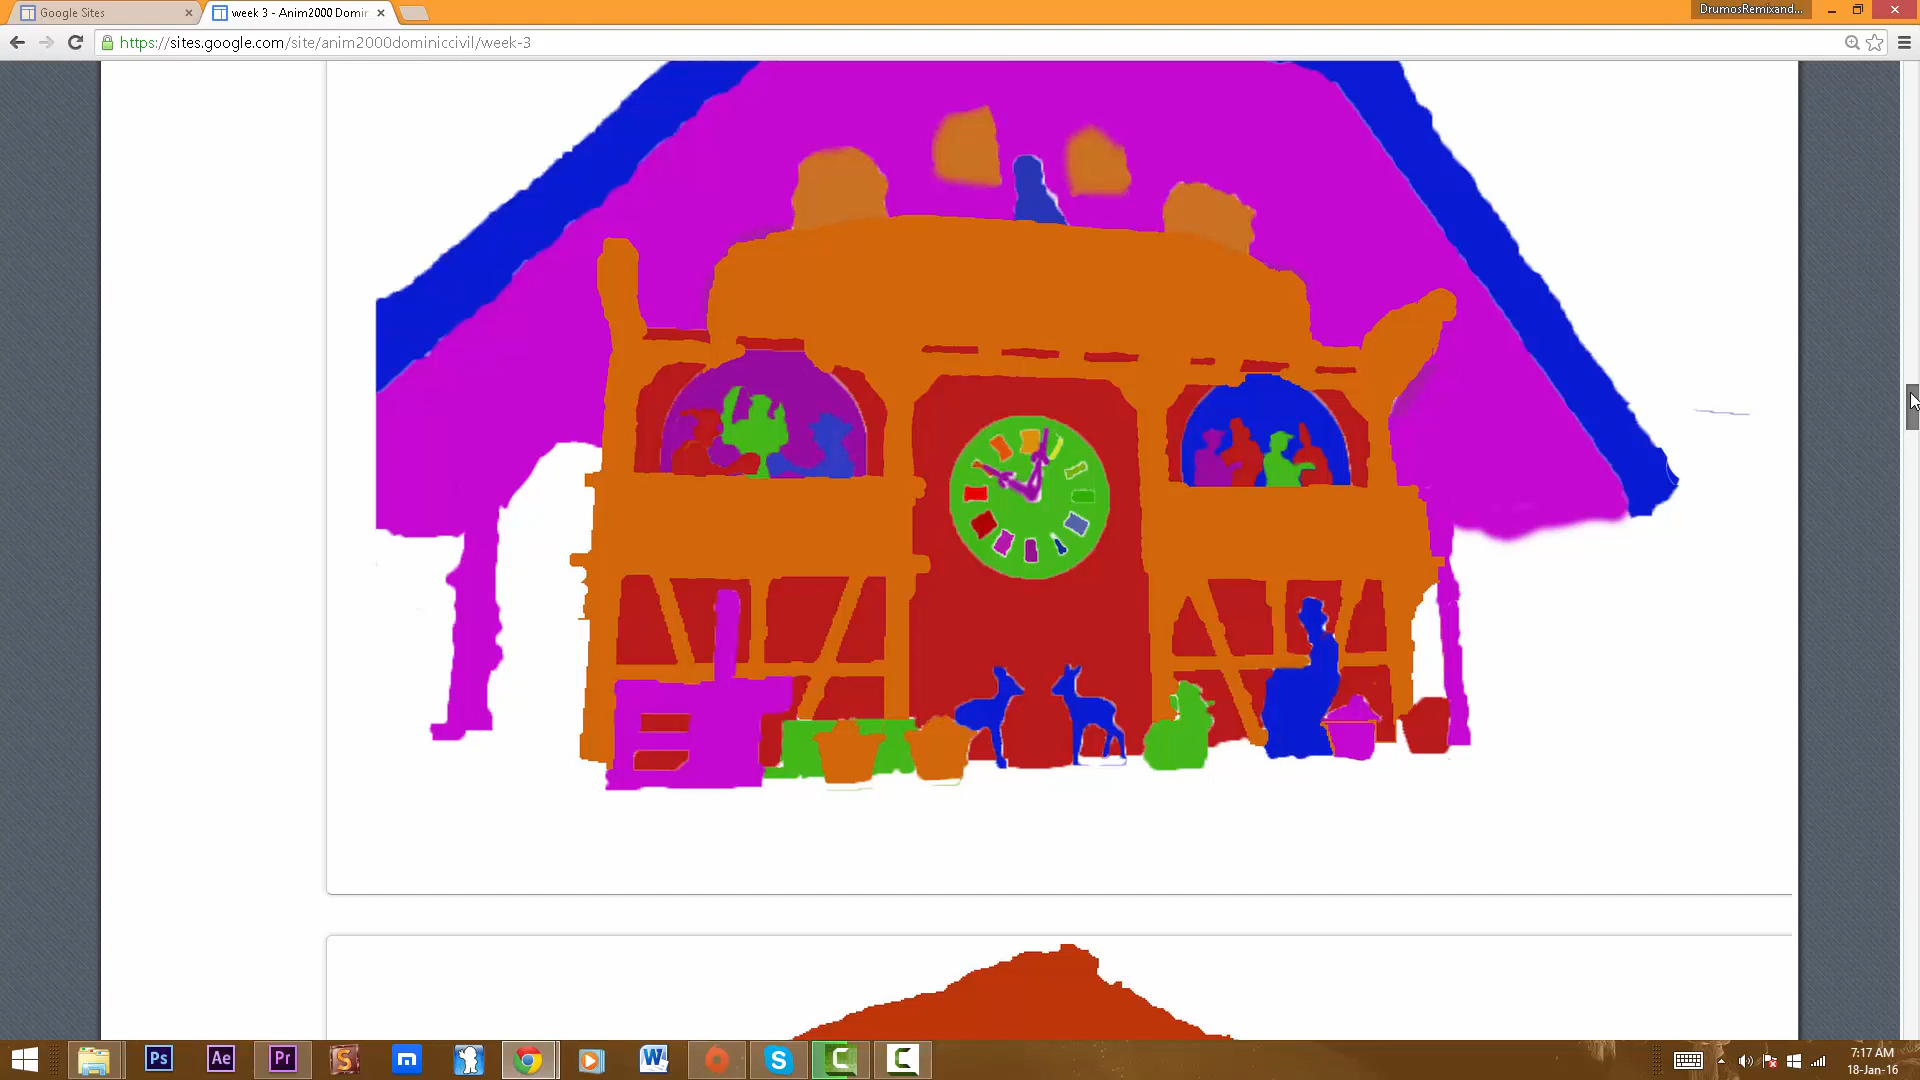 Google Sites
week 3 - Anim2000 Domin
DrumosRemixand...
https://sites.google.com/site/anim2000dominiccivil/week-3
Ps
Ae
Pr
7:17 AM
18-Jan-16